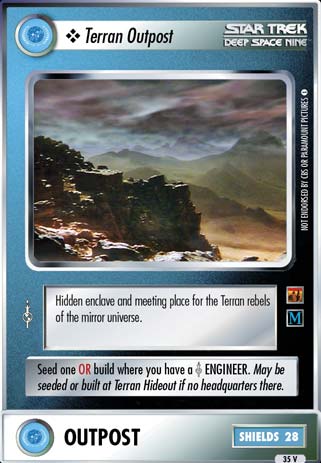 ❖ Terran Outpost
STAR TREK
DEEP SPACE NINE
NOT ENDORSED BY CBS OR PARAMOUNT PICTURES
Hidden enclave and meeting place for the Terran rebels
of the mirror universe.
M
Seed one OR build where you have a ENGINEER. May be
seeded or built at Terran Hideout if no headquarters there.
OUTPOST
SHIELDS 28
35 V